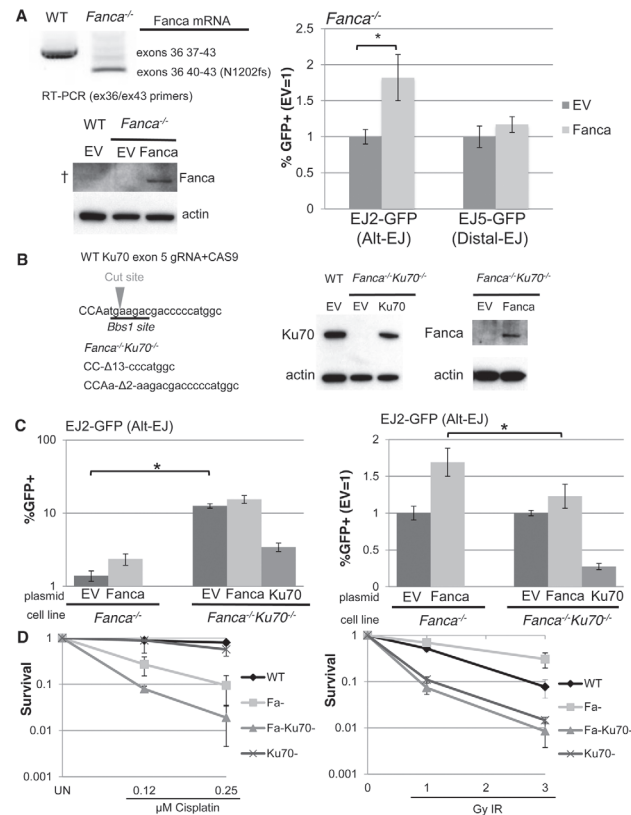 A
WT Fanca-/- Fanca mRNA
exons 36 37-43
exons 36 40-43 (N1202fs)
RT-PCR (ex36/ex43 primers)
WT Fanca-/-
EV EV Fanca
† Fanca
actin
Fanca-/-
% GFP+ (EV=1)
2.5
2
1.5
1
0.5
0
*
EV
Fanca
EJ2-GFP (Alt-EJ)
EJ5-GFP (Distal-EJ)
B
WT Ku70 exon 5 gRNA+CAS9
Cut site
CCAatgaagacgacccccatggc
Bbs1 site
Fanca-/-Ku70-/-
CC-Δ13-cccatggc
CCAa-Δ2-aagacgacccccatggc
WT Fanca-/-Ku70-/-
EV EV Ku70
Ku70
actin
Fanca-/-Ku70-/-
EV Fanca
Fanca
actin
C
EJ2-GFP (Alt-EJ)
%GFP+
100
10
1
*
plasmid EV Fanca EV Fanca Ku70
cell line Fanca-/- Fanca-/-Ku70-/-
EJ2-GFP (Alt-EJ)
%GFP+ (EV=1)
2
1.5
1
0.5
0
*
plasmid EV Fanca EV Fanca Ku70
cell line Fanca-/- Fanca-/-Ku70-/-
D
Survival
1
0.1
0.01
0.001
UN 0.12 0.25
µM Cisplatin
WT
Fa-
Fa-Ku70-
Ku70-
Survival
1
0.1
0.01
0.001
0 1 2 3
Gy IR
WT
Fa-
Fa-Ku70-
Ku70-